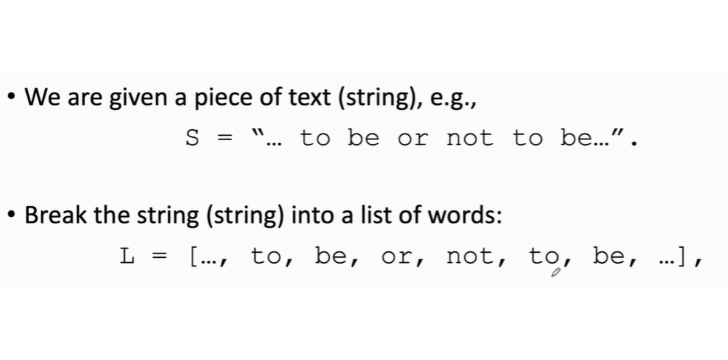 • We are given a piece of text (string), e.g.,
S = “… to be or not to be…”.
• Break the string (string) into a list of words:
L = […, to, be, or, not, to, be, …],